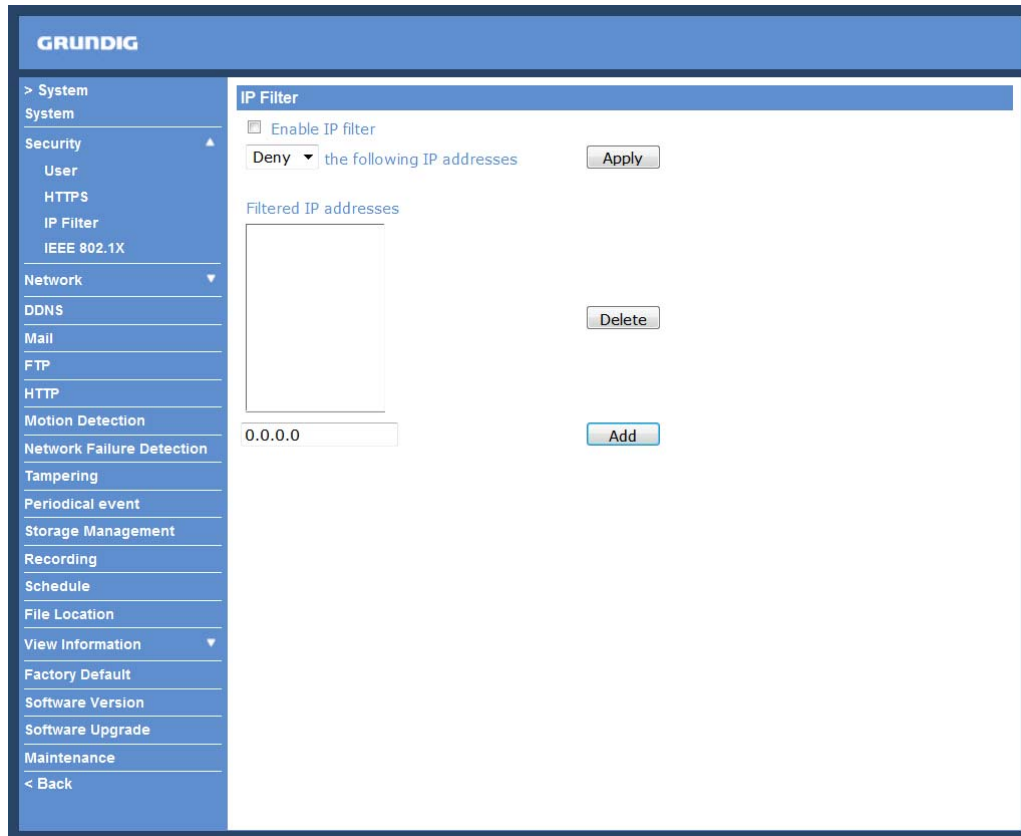 GRUNDIG
> System
System
Security
User
HTTPS
IP Filter
IEEE 802.1X
Network
DDNS
Mail
FTP
HTTP
Motion Detection
Network Failure Detection
Tampering
Periodical event
Storage Management
Recording
Schedule
File Location
View Information
Factory Default
Software Version
Software Upgrade
Maintenance
< Back
IP Filter
Enable IP filter
Deny the following IP addresses Apply
Filtered IP addresses
Delete
0.0.0.0 Add